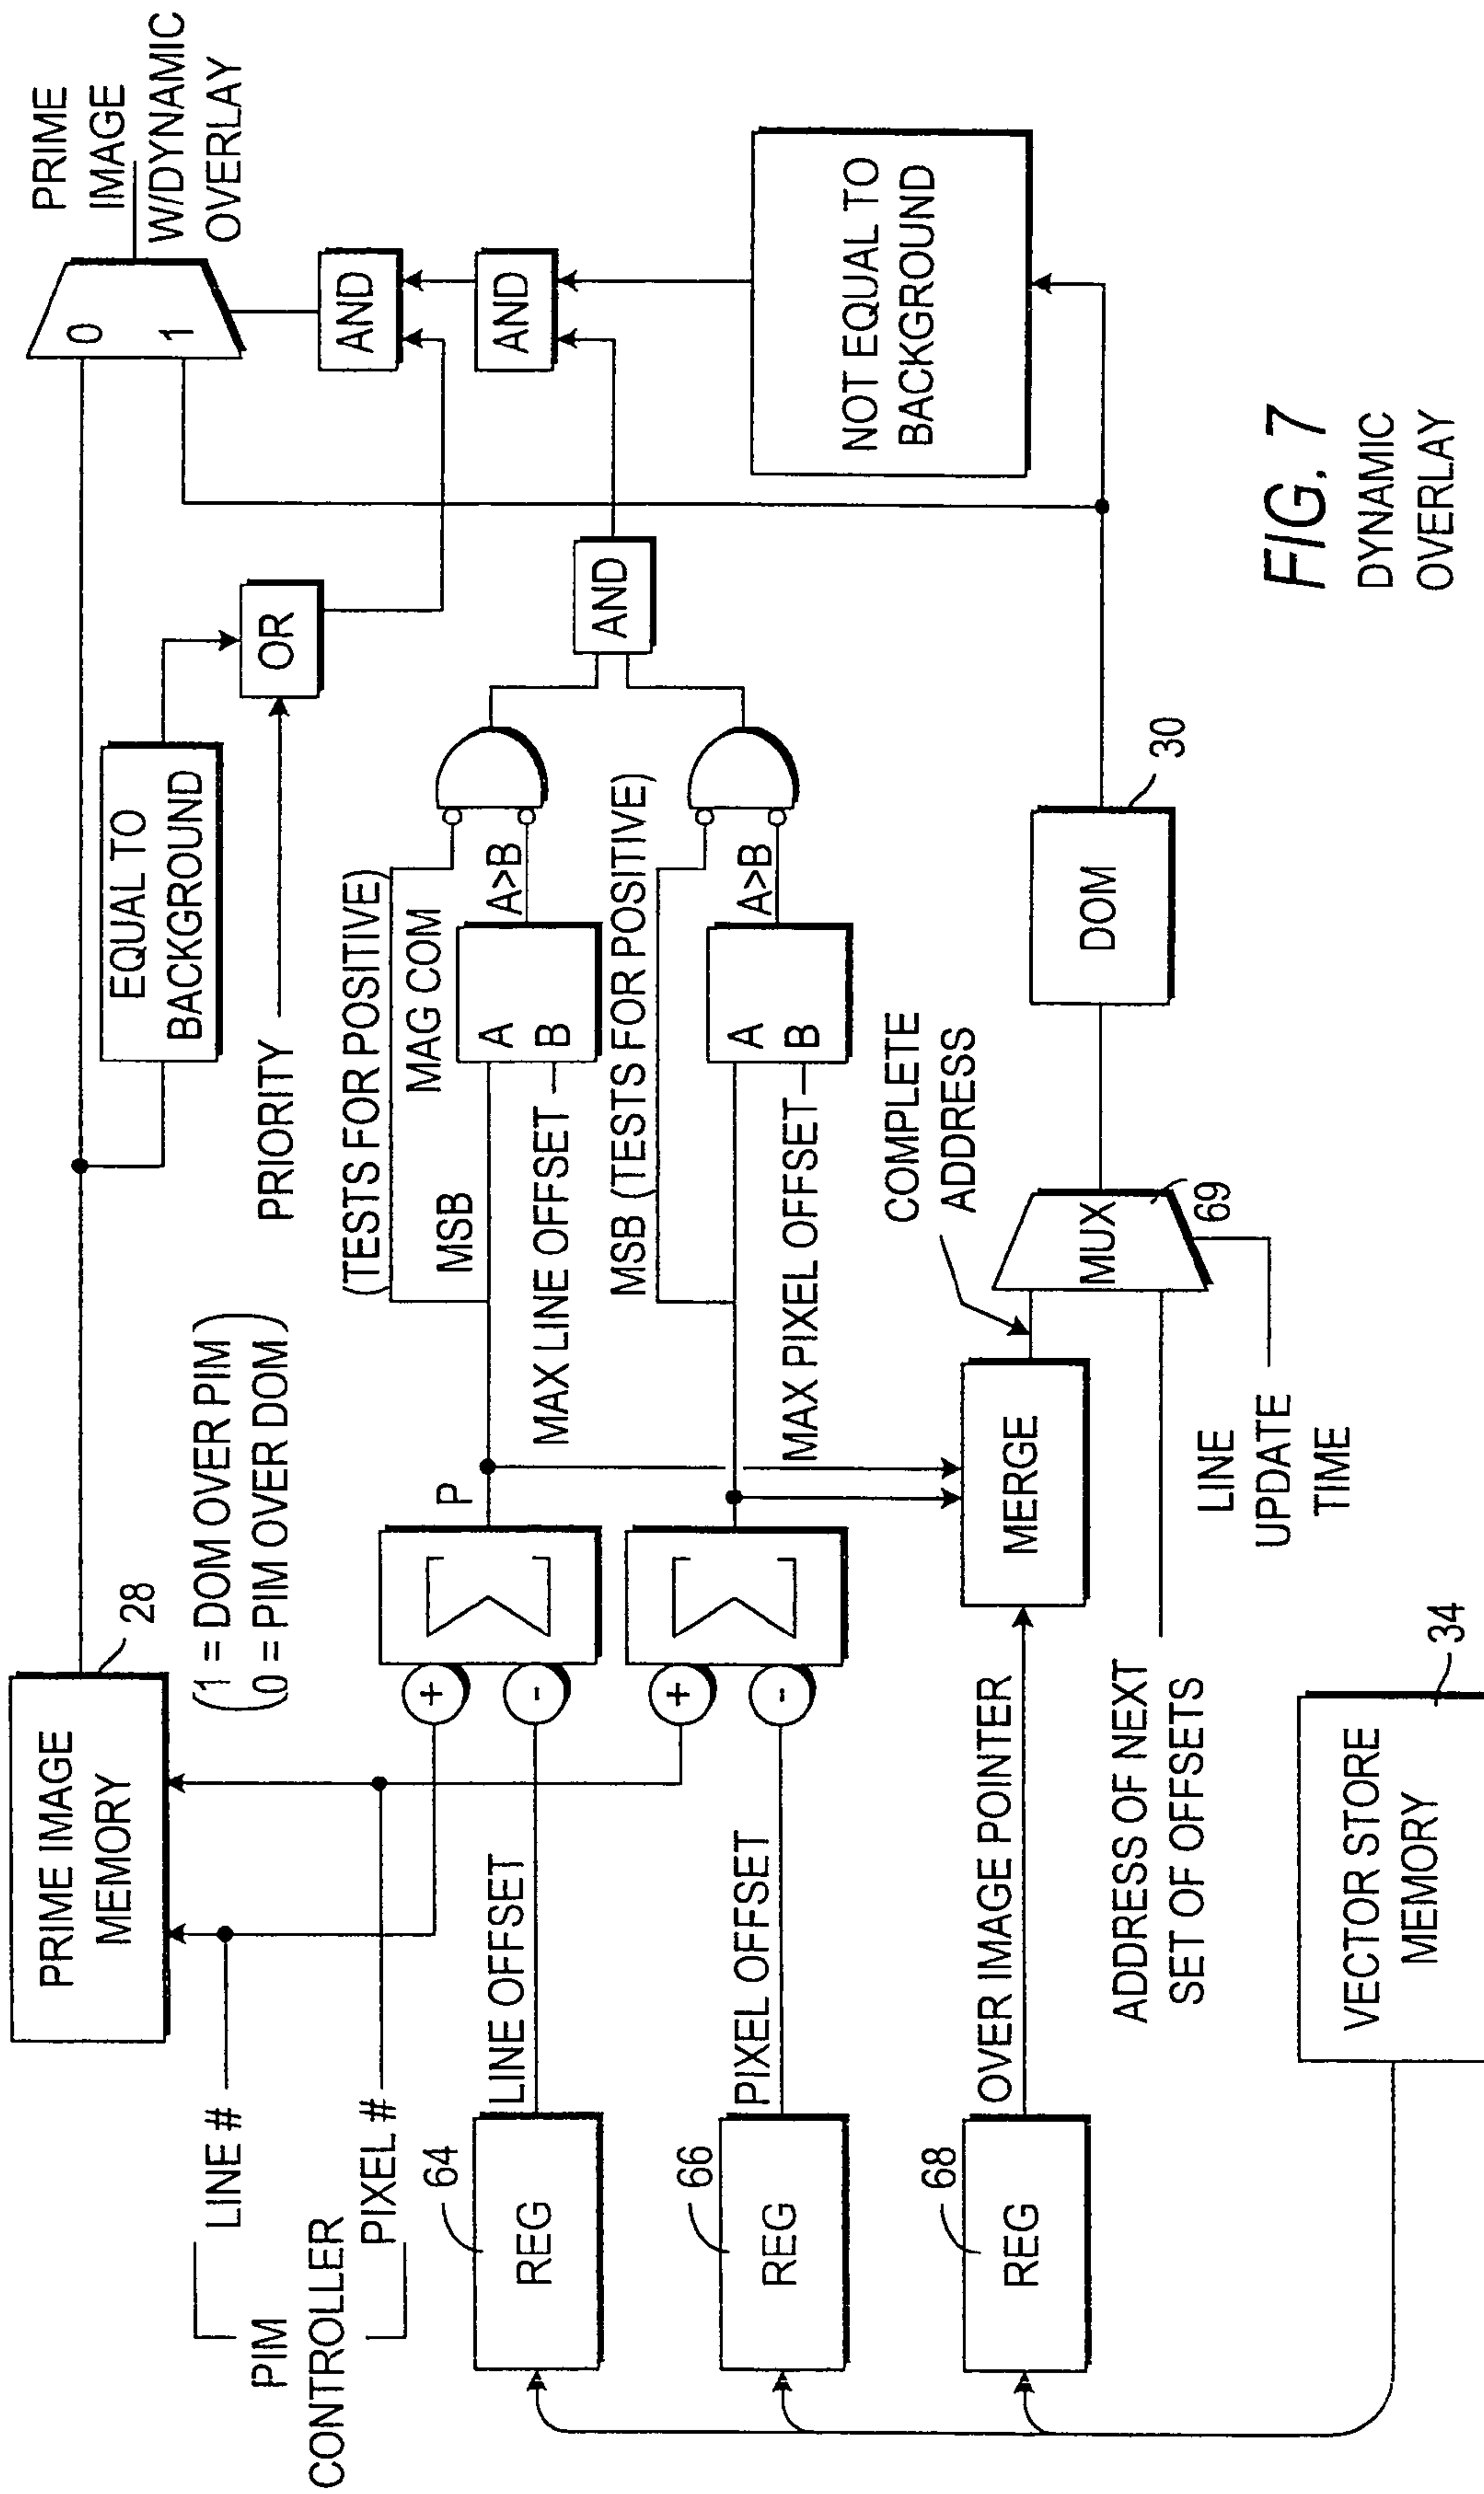 PRIME IMAGE
MEMORY
28
PRIME
IMAGE
W/DYNAMIC
OVERLAY
0
1
EQUAL TO
BACKGROUND
OR
AND
AND
PRIORITY
(1 = DOM OVER PIM)
(0 = PIM OVER DOM)
LINE #
PIXEL #
PIM
CONTROLLER
(TESTS FOR POSITIVE)
MAG COM
MSB
A
B
A>B
P
+
-
Σ
MAX LINE OFFSET
LINE OFFSET
64
REG
AND
MSB (TESTS FOR POSITIVE)
A
B
A>B
+
-
Σ
MAX PIXEL OFFSET
PIXEL OFFSET
66
REG
NOT EQUAL TO
BACKGROUND
COMPLETE
ADDRESS
68
REG
OVER IMAGE POINTER
MERGE
MUX
69
DOM
30
ADDRESS OF NEXT
SET OF OFFSETS
LINE
UPDATE
TIME
VECTOR STORE
MEMORY
34
FIG. 7
DYNAMIC
OVERLAY